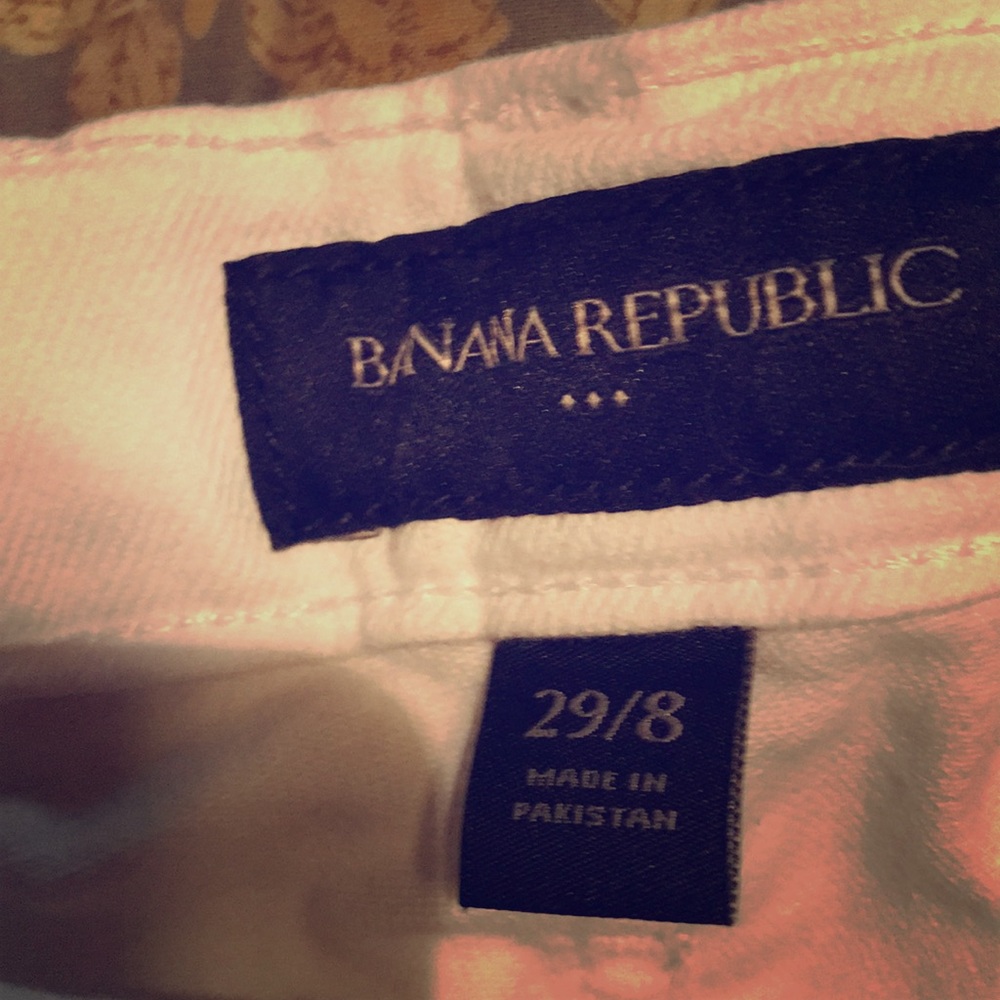 BANANA REPUBLIC
29/8
MADE IN
PAKISTAN